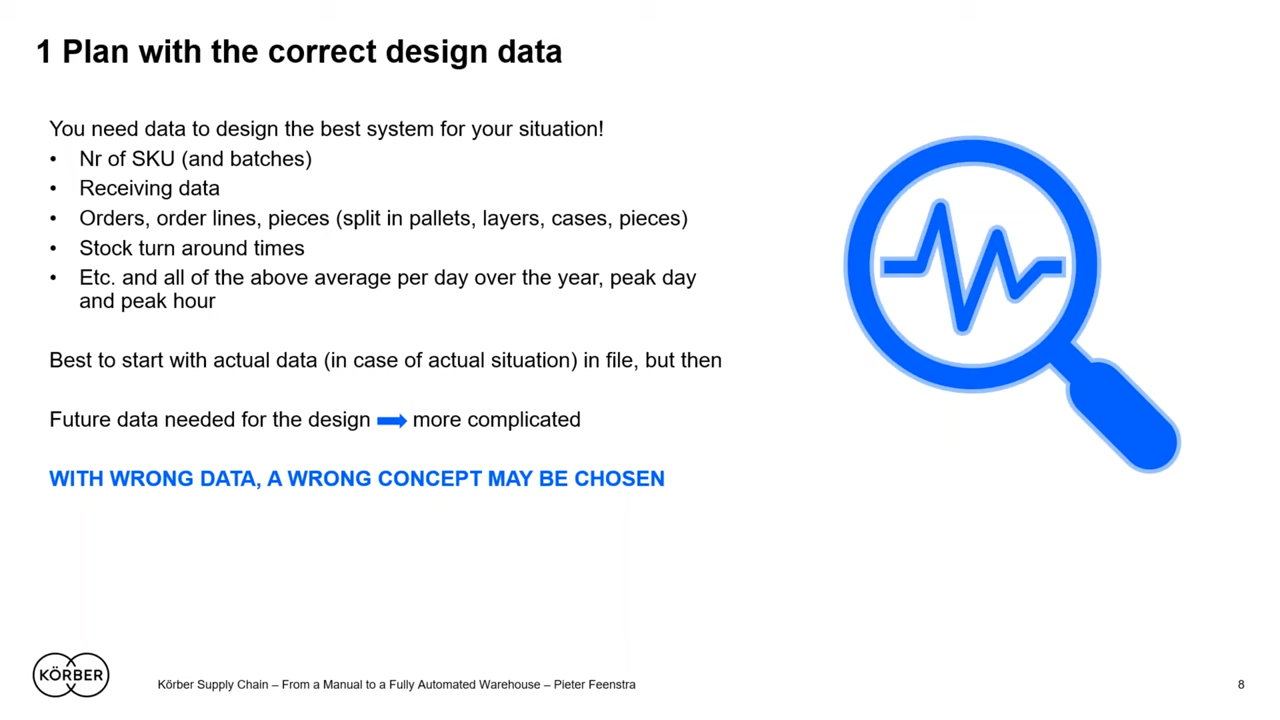 1 Plan with the correct design data
You need data to design the best system for your situation!
• Nr of SKU (and batches)
• Receiving data
• Orders, order lines, pieces (split in pallets, layers, cases, pieces)
• Stock turn around times
• Etc. and all of the above average per day over the year, peak day
and peak hour
Best to start with actual data (in case of actual situation) in file, but then
Future data needed for the design ➡ more complicated
WITH WRONG DATA, A WRONG CONCEPT MAY BE CHOSEN
KÖRBER
Körber Supply Chain – From a Manual to a Fully Automated Warehouse – Pieter Feenstra
8